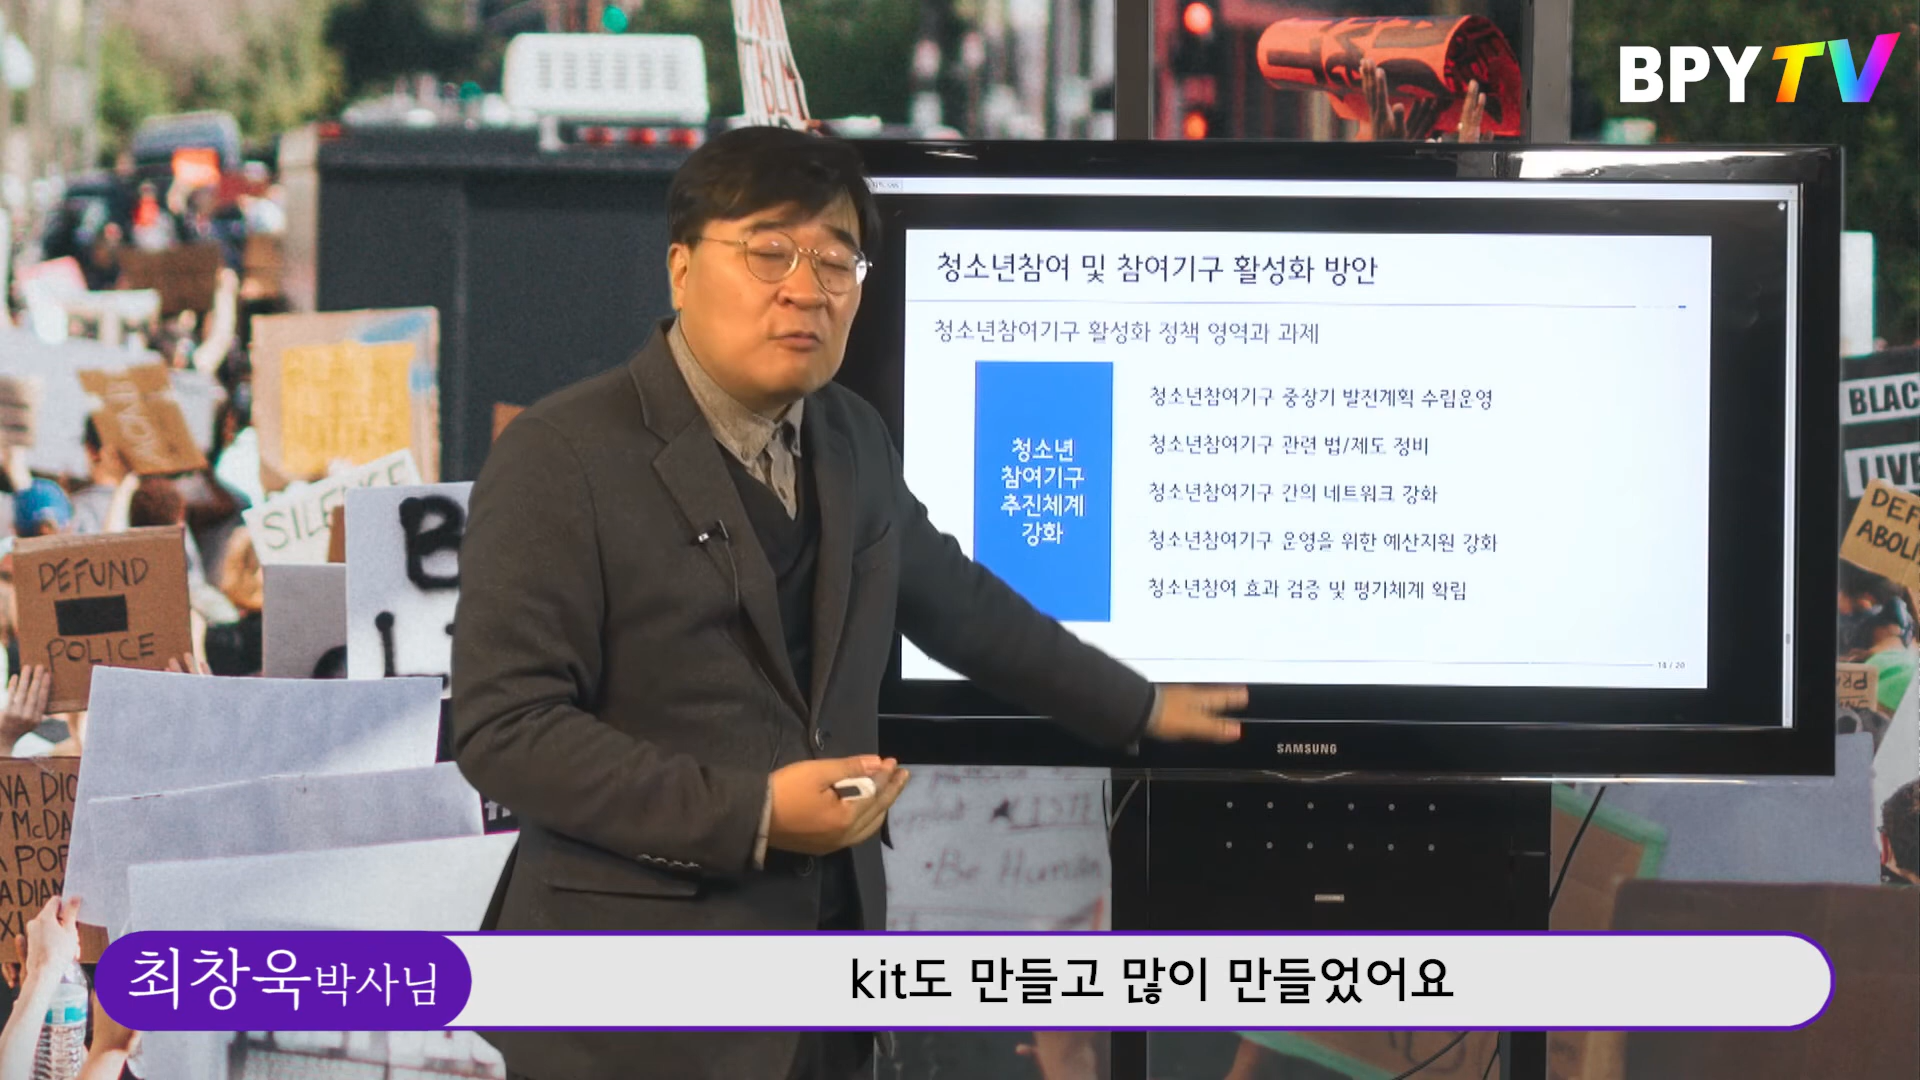 BPY TV
청소년참여 및 참여기구 활성화 방안
청소년참여기구 활성화 정책 영역과 과제
청소년
참여기구
추진체계
강화
청소년참여기구 중장기 발전계획 수립운영
청소년참여기구 관련 법/제도 정비
청소년참여기구 간의 네트워크 강화
청소년참여기구 운영을 위한 예산지원 강화
청소년참여 효과 검증 및 평가체계 확립
SAMSUNG
BLAC
LIVE
DEF
ABOLI
SILE
DEFUND
POLICE
NA DIO
McDA
POP
ADIAN
Be Human
최창욱박사님
kit도 만들고 많이 만들었어요